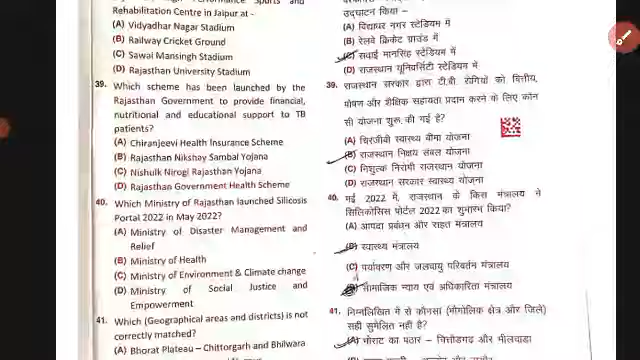 Rehabilitation Centre in Jaipur at -
(A) Vidyadhar Nagar Stadium
(B) Railway Cricket Ground
(C) Sawai Mansingh Stadium
(D) Rajasthan University Stadium
39. Which scheme has been launched by the
Rajasthan Government to provide financial,
nutritional and educational support to TB
patients?
(A) Chiranjeevi Health Insurance Scheme
(B) Rajasthan Nikshay Sambal Yojana
(C) Nishulk Nirogi Rajasthan Yojana
(D) Rajasthan Government Health Scheme
40. Which Ministry of Rajasthan launched Silicosis
Portal 2022 in May 2022?
(A) Ministry of Disaster Management and
Relief
(B) Ministry of Health
(C) Ministry of Environment & Climate change
(D) Ministry of Social Justice and
Empowerment
41. Which (Geographical areas and districts) is not
correctly matched?
(A) Bhorat Plateau – Chittorgarh and Bhilwara
उद्घाटन किया –
(A) विद्याधर नगर स्टेडियम में
(B) रेलवे क्रिकेट ग्राउंड में
(C) सवाई मानसिंह स्टेडियम में
(D) राजस्थान यूनिवर्सिटी स्टेडियम में
39. राजस्थान सरकार द्वारा टी.बी. रोगियों को वित्तीय,
पोषण और शैक्षिक सहायता प्रदान करने के लिए कौन
सी योजना शुरू की गई है?
(A) चिरंजीवी स्वास्थ्य बीमा योजना
(B) राजस्थान निक्षय संबल योजना
(C) निशुल्क निरोगी राजस्थान योजना
(D) राजस्थान सरकार स्वास्थ्य योजना
40. मई 2022 में, राजस्थान के किस मंत्रालय ने
सिलिकोसिस पोर्टल 2022 का शुभारंभ किया?
(A) आपदा प्रबंधन और राहत मंत्रालय
(B) स्वास्थ्य मंत्रालय
(C) पर्यावरण और जलवायु परिवर्तन मंत्रालय
सामाजिक न्याय एवं अधिकारिता मंत्रालय
41. निम्नलिखित में से कौनसा (भौगोलिक क्षेत्र और जिले)
सही सुमेलित नहीं है?
(A) भोराट का पठार – चित्तौड़गढ़ और भीलवाड़ा